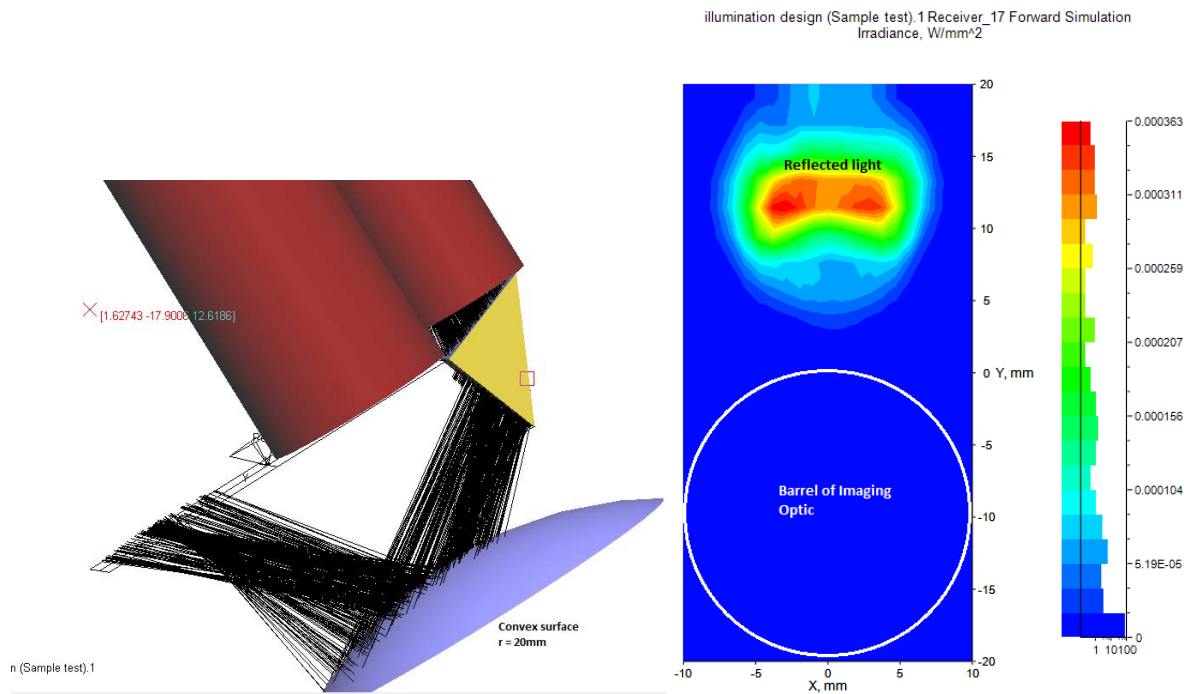 illumination design (Sample test).1 Receiver_17 Forward Simulation
Irradiance, W/mm^2
20
15
10
5
0 Y, mm
-5
-10
-15
-20
-10
-5
0
5
10
X, mm
Reflected light
Barrel of Imaging
Optic
0.000363
0.000311
0.000259
0.000207
0.000156
0.000104
5.19E-05
0
1 10100
Convex surface
r = 20mm
n (Sample test).1
Y